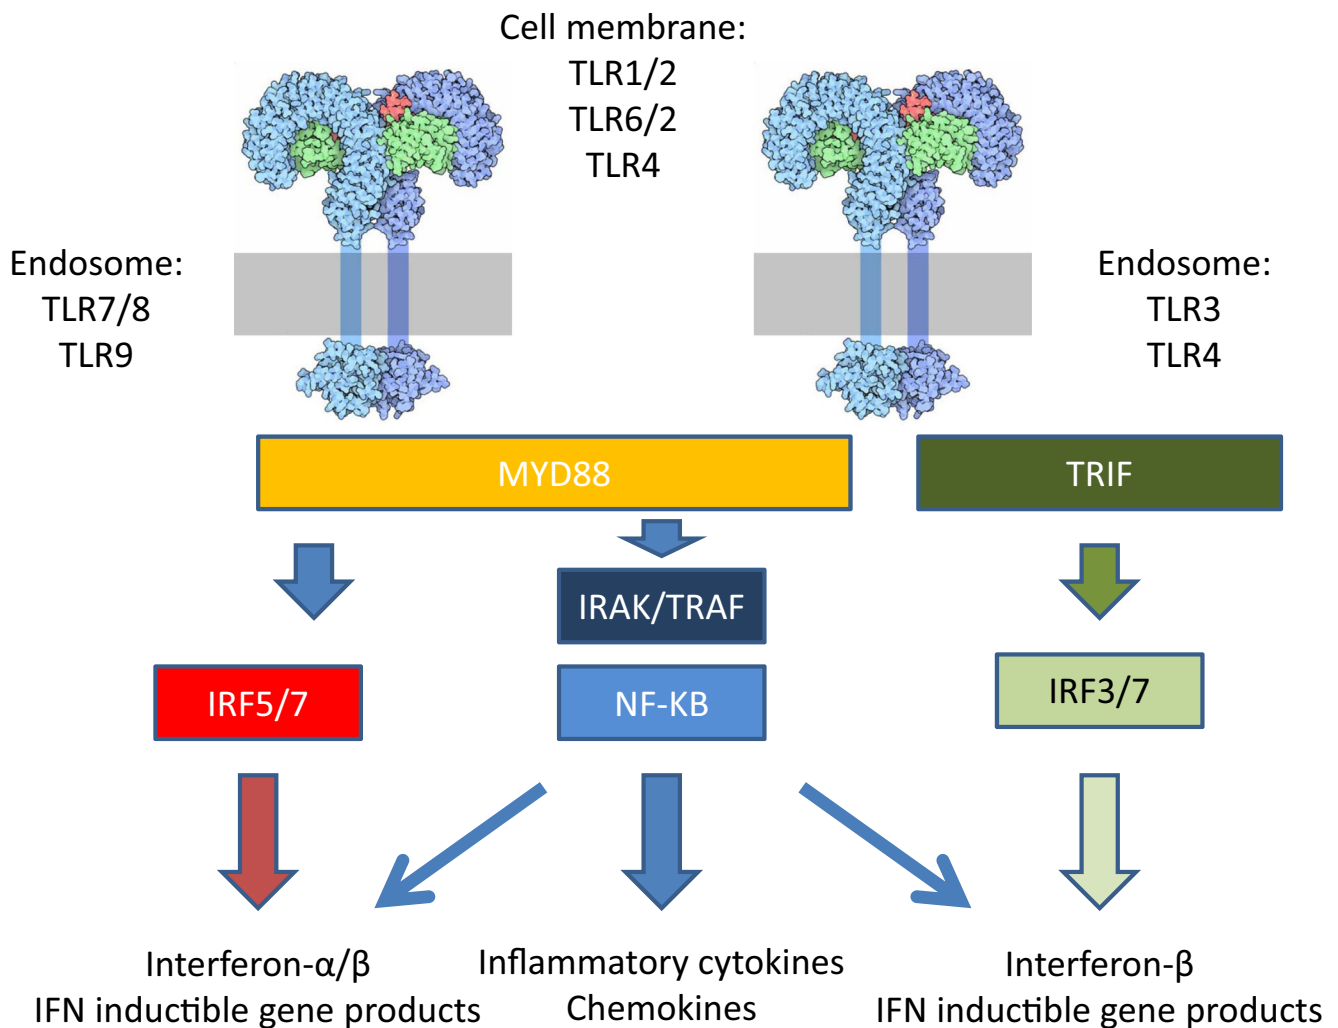 Cell membrane:
TLR1/2
TLR6/2
TLR4
Endosome:
TLR7/8
TLR9
Endosome:
TLR3
TLR4
MYD88
TRIF
IRAK/TRAF
IRF5/7
NF-KB
IRF3/7
Interferon-α/β
IFN inductible gene products
Inflammatory cytokines
Chemokines
Interferon-β
IFN inductible gene products